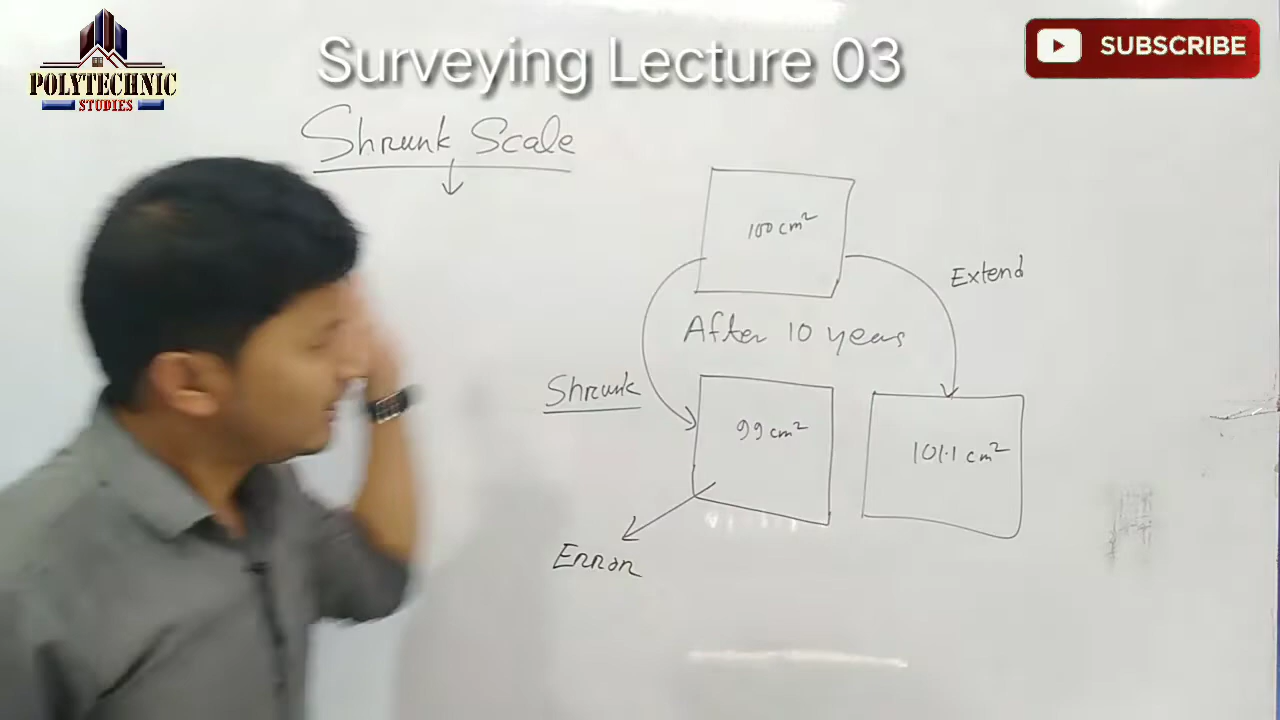 Surveying Lecture 03
SUBSCRIBE
POLYTECHNIC
STUDIES
Shrunk Scale
100 cm²
Extend
After 10 years
Shrunk
99 cm²
101.1 cm²
Error